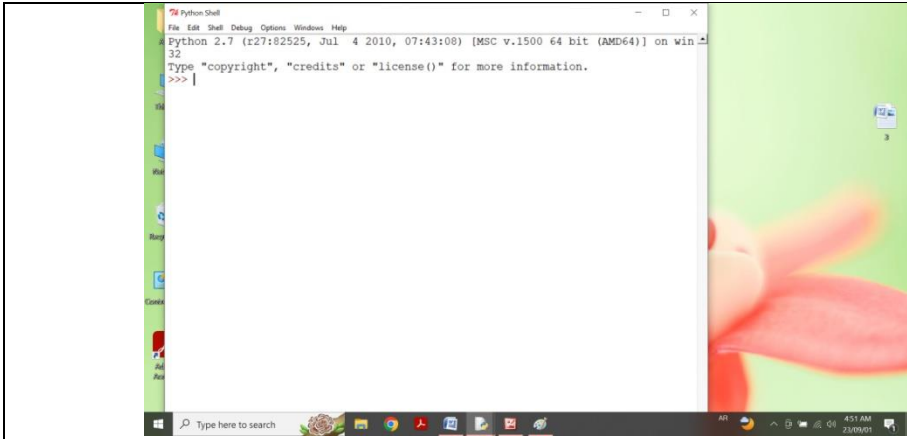 Python Shell
File Edit Shell Debug Options Windows Help
Python 2.7 (r27:82525, Jul 4 2010, 07:43:08) [MSC v.1500 64 bit (AMD64)] on win
32
Type "copyright", "credits" or "license()" for more information.
>>>
3
Type here to search
AR
4:51 AM
23/09/01